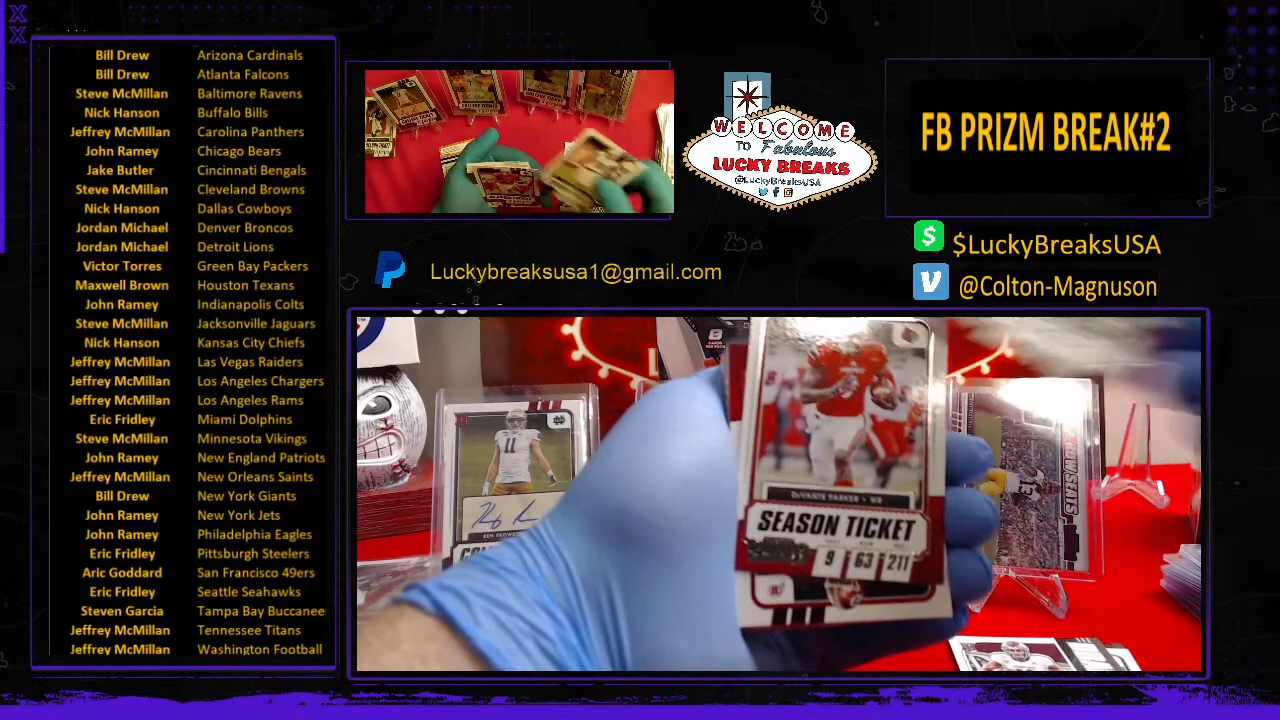 Bill Drew Arizona Cardinals
Bill Drew Atlanta Falcons
Steve McMillan Baltimore Ravens
Nick Hanson Buffalo Bills
Jeffrey McMillan Carolina Panthers
John Ramey Chicago Bears
Jake Butler Cincinnati Bengals
Steve McMillan Cleveland Browns
Nick Hanson Dallas Cowboys
Jordan Michael Denver Broncos
Jordan Michael Detroit Lions
Victor Torres Green Bay Packers
Maxwell Brown Houston Texans
John Ramey Indianapolis Colts
Steve McMillan Jacksonville Jaguars
Nick Hanson Kansas City Chiefs
Jeffrey McMillan Las Vegas Raiders
Jeffrey McMillan Los Angeles Chargers
Jeffrey McMillan Los Angeles Rams
Eric Fridley Miami Dolphins
Steve McMillan Minnesota Vikings
John Ramey New England Patriots
Jeffrey McMillan New Orleans Saints
Bill Drew New York Giants
John Ramey New York Jets
John Ramey Philadelphia Eagles
Eric Fridley Pittsburgh Steelers
Aric Goddard San Francisco 49ers
Eric Fridley Seattle Seahawks
Steven Garcia Tampa Bay Buccanee
Jeffrey McMillan Tennessee Titans
Jeffrey McMillan Washington Football
WELCOME
TO Fabulous
LUCKY BREAKS
@LuckyBreaksUSA
FB PRIZM BREAK#2
$LuckyBreaksUSA
@Colton-Magnuson
Luckybreaksusa1@gmail.com
11
DeVANTE PARKER • WR
SEASON TICKET
9 63 211
13